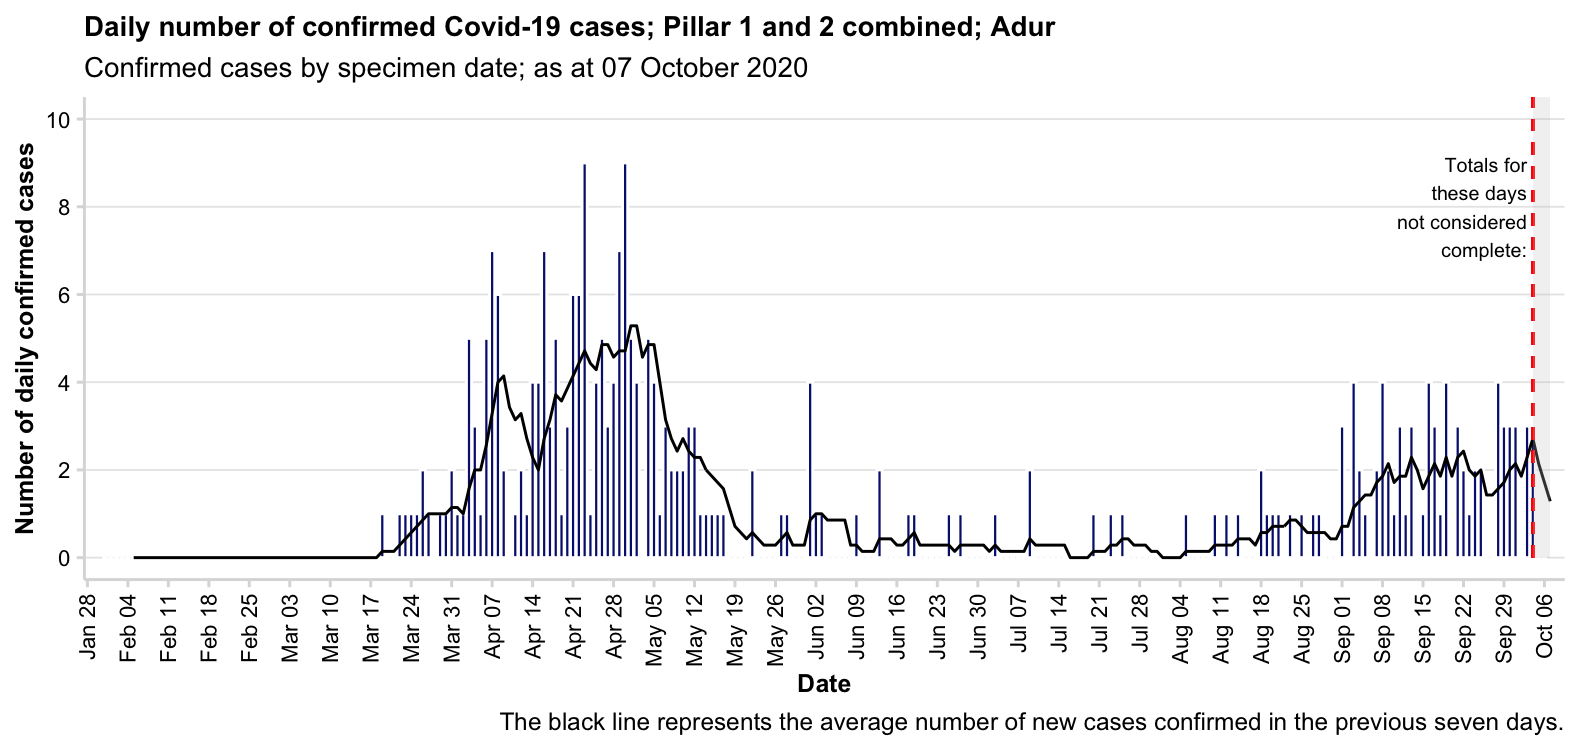 Daily number of confirmed Covid-19 cases; Pillar 1 and 2 combined; Adur
Confirmed cases by specimen date; as at 07 October 2020
Number of daily confirmed cases
10
8
6
4
2
0
Totals for
these days
not considered
complete:
Jan 28
Feb 04
Feb 11
Feb 18
Feb 25
Mar 03
Mar 10
Mar 17
Mar 24
Mar 31
Apr 07
Apr 14
Apr 21
Apr 28
May 05
May 12
May 19
May 26
Jun 02
Jun 09
Jun 16
Jun 23
Jun 30
Jul 07
Jul 14
Jul 21
Jul 28
Aug 04
Aug 11
Aug 18
Aug 25
Sep 01
Sep 08
Sep 15
Sep 22
Sep 29
Oct 06
Date
The black line represents the average number of new cases confirmed in the previous seven days.